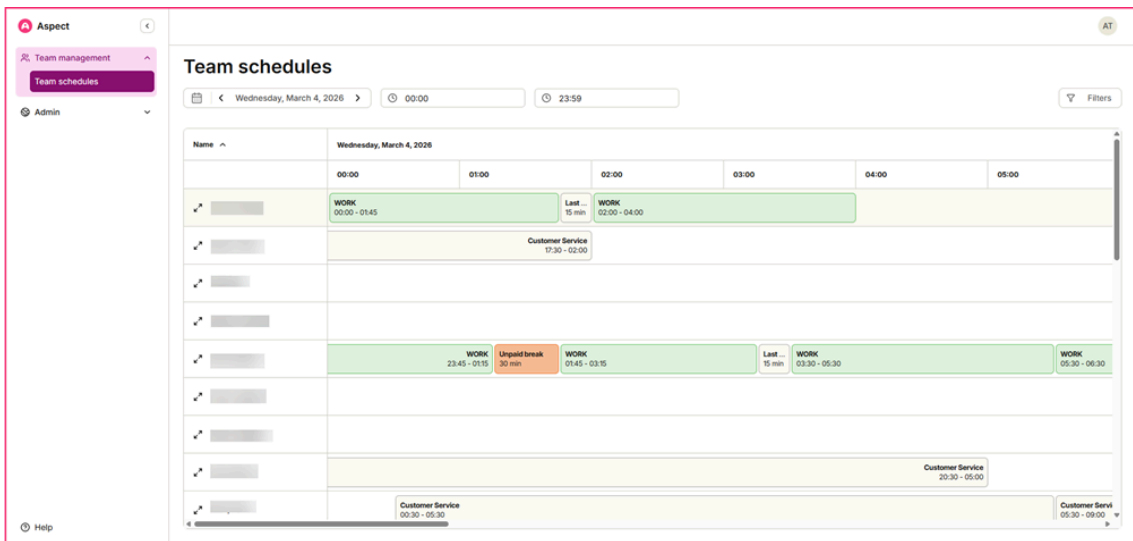 Aspect
AT
Team management
Team schedules
Admin
Help
Team schedules
Wednesday, March 4, 2026
00:00
23:59
Filters
Name
Wednesday, March 4, 2026
00:00 01:00 02:00 03:00 04:00 05:00
WORK Last ... WORK
00:00 - 01:45 15 min 02:00 - 04:00
Customer Service
17:30 - 02:00
WORK Unpaid break WORK Last ... WORK WORK
23:45 - 01:15 30 min 01:45 - 03:15 15 min 03:30 - 05:30 05:30 - 06:30
Customer Service
20:30 - 05:00
Customer Service Customer Servi
00:30 - 05:30 05:30 - 09:00